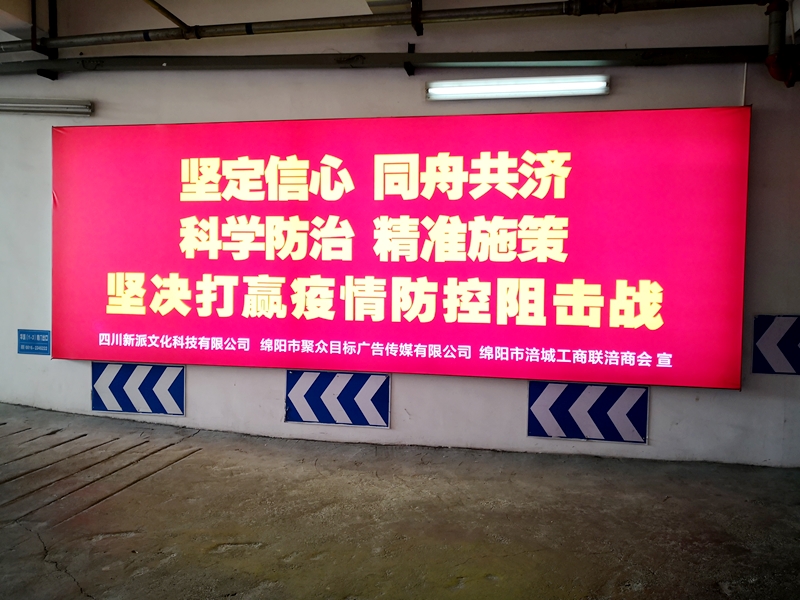 坚定信心 同舟共济
科学防治 精准施策
坚决打赢疫情防控阻击战
四川新派文化科技有限公司 绵阳市聚众目标广告传媒有限公司 绵阳市涪城工商联涪商会 宣